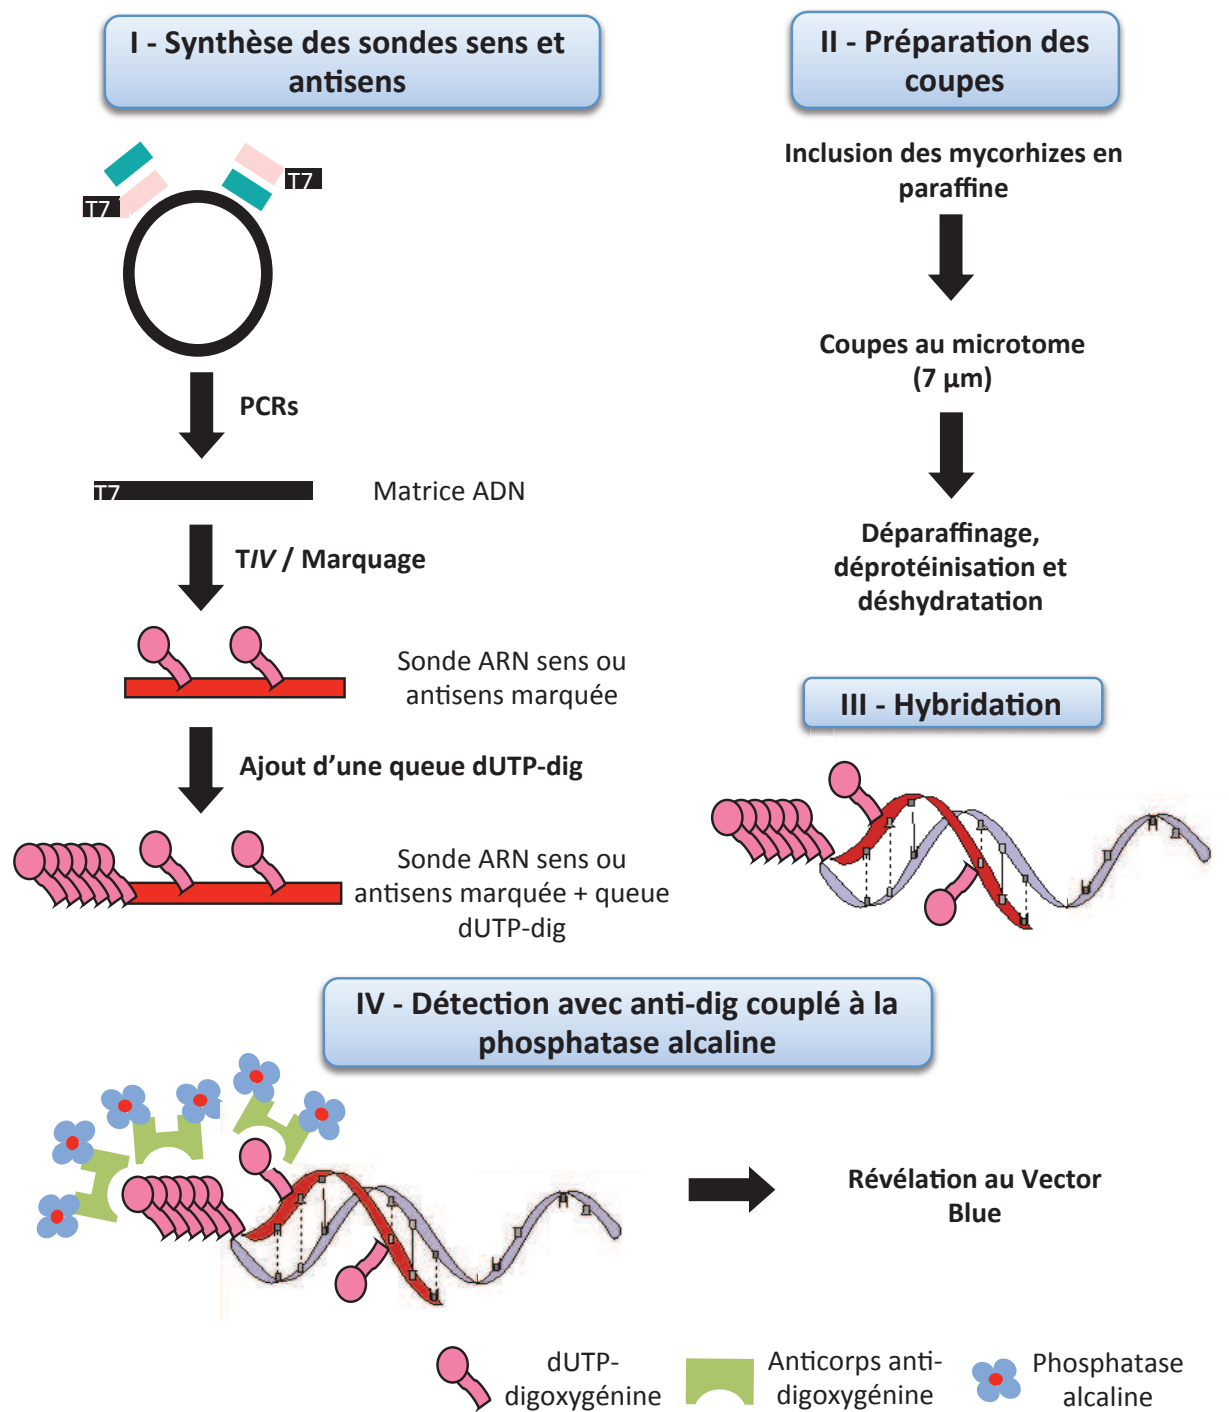 I - Synthèse des sondes sens et
antisens
T7
T7
PCRs
T7
Matrice ADN
TIV / Marquage
Sonde ARN sens ou
antisens marquée
Ajout d'une queue dUTP-dig
Sonde ARN sens ou
antisens marquée + queue
dUTP-dig
II - Préparation des
coupes
Inclusion des mycorhizes en
paraffine
Coupes au microtome
(7 µm)
Déparaffinage,
déprotéinisation et
déshydratation
III - Hybridation
IV - Détection avec anti-dig couplé à la
phosphatase alcaline
Révélation au Vector
Blue
dUTP-
digoxygénine
Anticorps anti-
digoxygénine
Phosphatase
alcaline